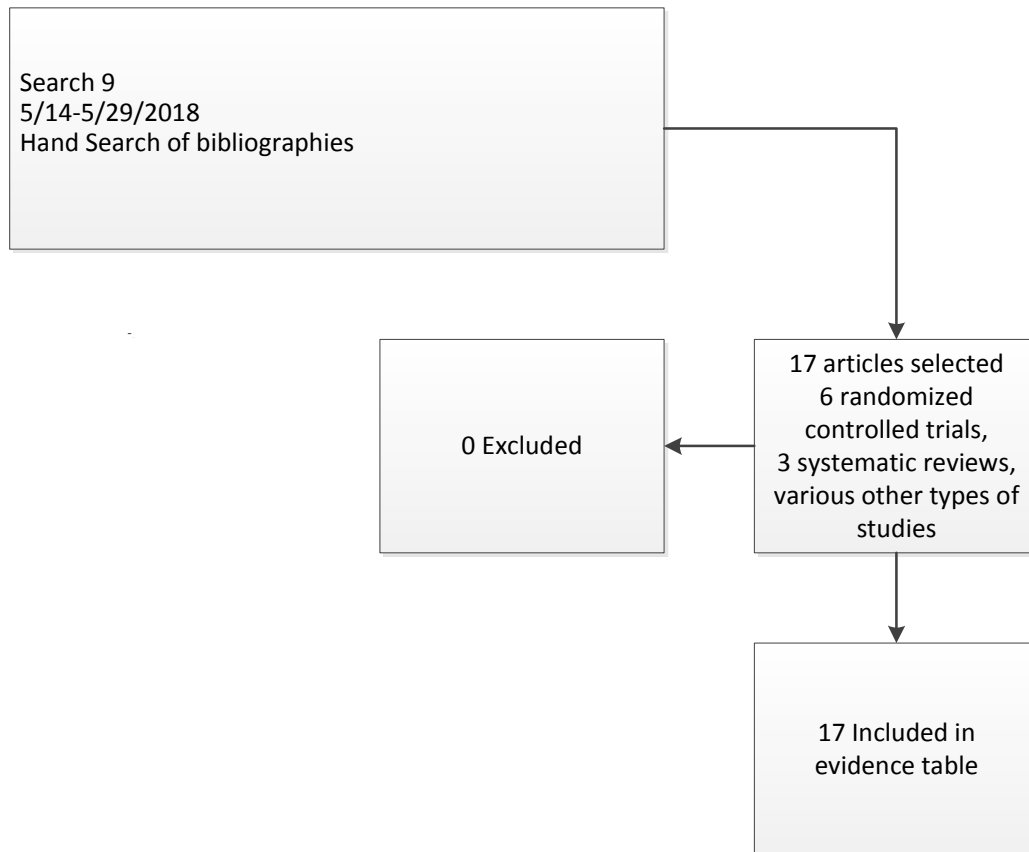 Search 9
5/14-5/29/2018
Hand Search of bibliographies
17 articles selected
6 randomized
controlled trials,
3 systematic reviews,
various other types of
studies
0 Excluded
17 Included in
evidence table